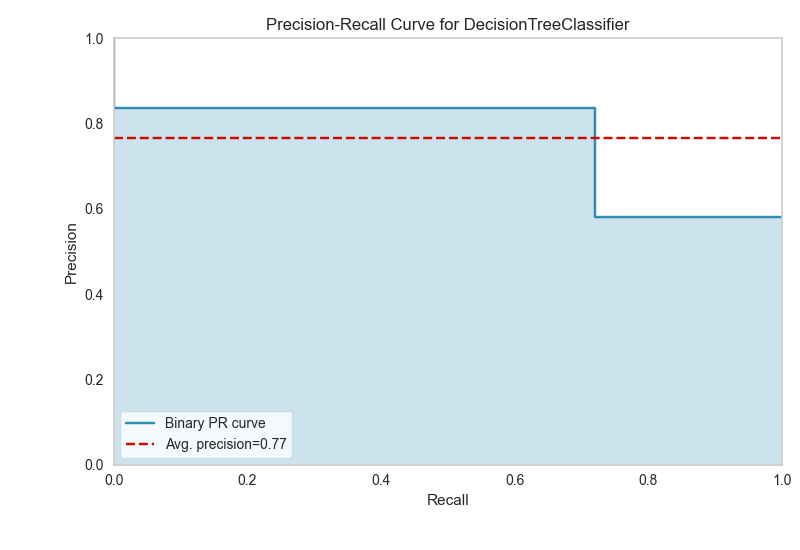 Precision-Recall Curve for DecisionTreeClassifier
1.0
0.8
0.6
0.4
0.2
0.0
Precision
Binary PR curve
Avg. precision=0.77
0.0 0.2 0.4 0.6 0.8 1.0
Recall